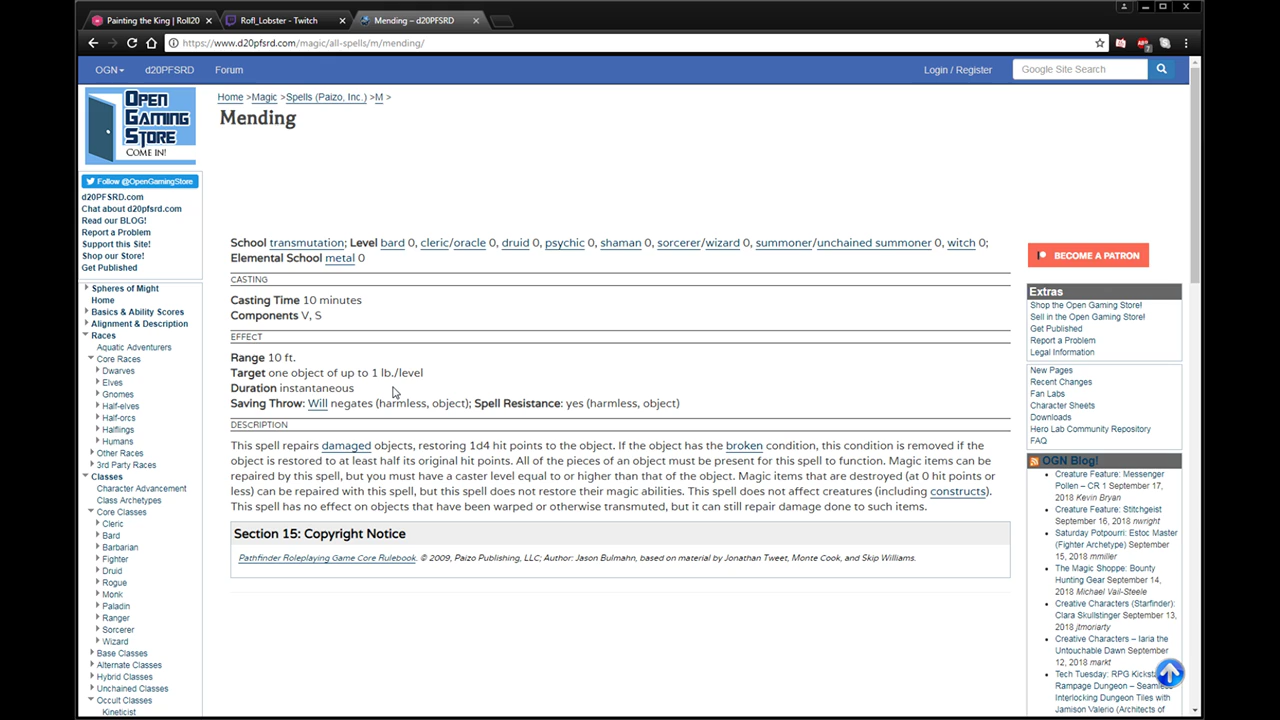 Painting the King | Roll20
Rofl_Lobster - Twitch
Mending – d20PFSRD
https://www.d20pfsrd.com/magic/all-spells/m/mending/
OGN
d20PFSRD
Forum
Login / Register
Google Site Search
OPEN
GAMING
STORE
COME IN!
Follow @OpenGamingStore
d20PFSRD.com
Chat about d20pfsrd.com
Read our BLOG!
Report a Problem
Support this Site!
Shop our Store!
Get Published
Spheres of Might
Home
Basics & Ability Scores
Alignment & Description
Races
Aquatic Adventurers
Core Races
Dwarves
Elves
Gnomes
Half-elves
Half-orcs
Halflings
Humans
Other Races
3rd Party Races
Classes
Character Advancement
Class Archetypes
Core Classes
Cleric
Bard
Barbarian
Fighter
Druid
Rogue
Monk
Paladin
Ranger
Sorcerer
Wizard
Base Classes
Alternate Classes
Hybrid Classes
Unchained Classes
Occult Classes
Kineticist
Home >Magic >Spells (Paizo, Inc.) >M >
Mending
School transmutation; Level bard 0, cleric/oracle 0, druid 0, psychic 0, shaman 0, sorcerer/wizard 0, summoner/unchained summoner 0, witch 0;
Elemental School metal 0
CASTING
Casting Time 10 minutes
Components V, S
EFFECT
Range 10 ft.
Target one object of up to 1 lb./level
Duration instantaneous
Saving Throw: Will negates (harmless, object); Spell Resistance: yes (harmless, object)
DESCRIPTION
This spell repairs damaged objects, restoring 1d4 hit points to the object. If the object has the broken condition, this condition is removed if the
object is restored to at least half its original hit points. All of the pieces of an object must be present for this spell to function. Magic items can be
repaired by this spell, but you must have a caster level equal to or higher than that of the object. Magic items that are destroyed (at 0 hit points or
less) can be repaired with this spell, but this spell does not restore their magic abilities. This spell does not affect creatures (including constructs).
This spell has no effect on objects that have been warped or otherwise transmuted, but it can still repair damage done to such items.
Section 15: Copyright Notice
Pathfinder Roleplaying Game Core Rulebook. © 2009, Paizo Publishing, LLC; Author: Jason Bulmahn, based on material by Jonathan Tweet, Monte Cook, and Skip Williams.
BECOME A PATRON
Extras
Shop the Open Gaming Store!
Sell in the Open Gaming Store!
Get Published
Report a Problem
Legal Information
New Pages
Recent Changes
Fan Labs
Character Sheets
Downloads
Hero Lab Community Repository
FAQ
OGN Blog!
Creature Feature: Messenger
Pollen – CR 1 September 17,
2018 Kevin Bryan
Creature Feature: Stitchgeist
September 16, 2018 nwright
Saturday Potpourri: Estoc Master
(Fighter Archetype) September
15, 2018 mmiller
The Magic Shoppe: Bounty
Hunting Gear September 14,
2018 Michael Vail-Steele
Creative Characters (Starfinder):
Clara Skullstinger September 13,
2018 jtmoriarty
Creative Characters – Iaria the
Untouchable Dawn September
12, 2018 markt
Tech Tuesday: RPG
Rampage Dungeon –
Interlocking Dungeon Tiles with
Jamison Valerio (Architects of